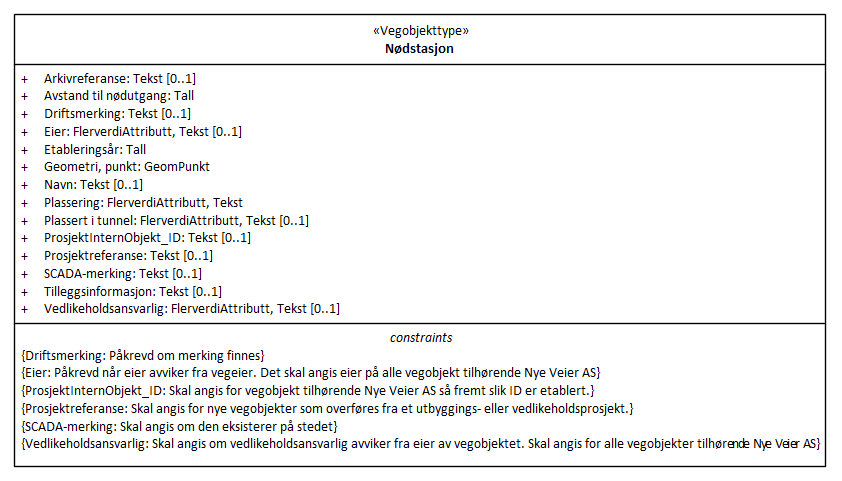 «Vegobjekttype»
Nødstasjon
+ Arkivreferanse: Tekst [0..1]
+ Avstand til nødutgang: Tall
+ Driftsmerking: Tekst [0..1]
+ Eier: FlerverdiAttributt, Tekst [0..1]
+ Etableringsår: Tall
+ Geometri, punkt: GeomPunkt
+ Navn: Tekst [0..1]
+ Plassering: FlerverdiAttributt, Tekst
+ Plassert i tunnel: FlerverdiAttributt, Tekst [0..1]
+ ProsjektInternObjekt_ID: Tekst [0..1]
+ Prosjektreferanse: Tekst [0..1]
+ SCADA-merking: Tekst [0..1]
+ Tilleggsinformasjon: Tekst [0..1]
+ Vedlikeholdsansvarlig: FlerverdiAttributt, Tekst [0..1]
constraints
{Driftsmerking: Påkrevd om merking finnes}
{Eier: Påkrevd når eier avviker fra vegeier. Det skal angis eier på alle vegobjekt tilhørende Nye Veier AS}
{ProsjektInternObjekt_ID: Skal angis for vegobjekt tilhørende Nye Veier AS så fremt slik ID er etablert.}
{Prosjektreferanse: Skal angis for nye vegobjekter som overføres fra et utbyggings- eller vedlikeholdsprosjekt.}
{SCADA-merking: Skal angis om den eksisterer på stedet}
{Vedlikeholdsansvarlig: Skal angis om vedlikeholdsansvarlig avviker fra eier av vegobjektet. Skal angis for alle vegobjekter tilhørende Nye Veier AS}